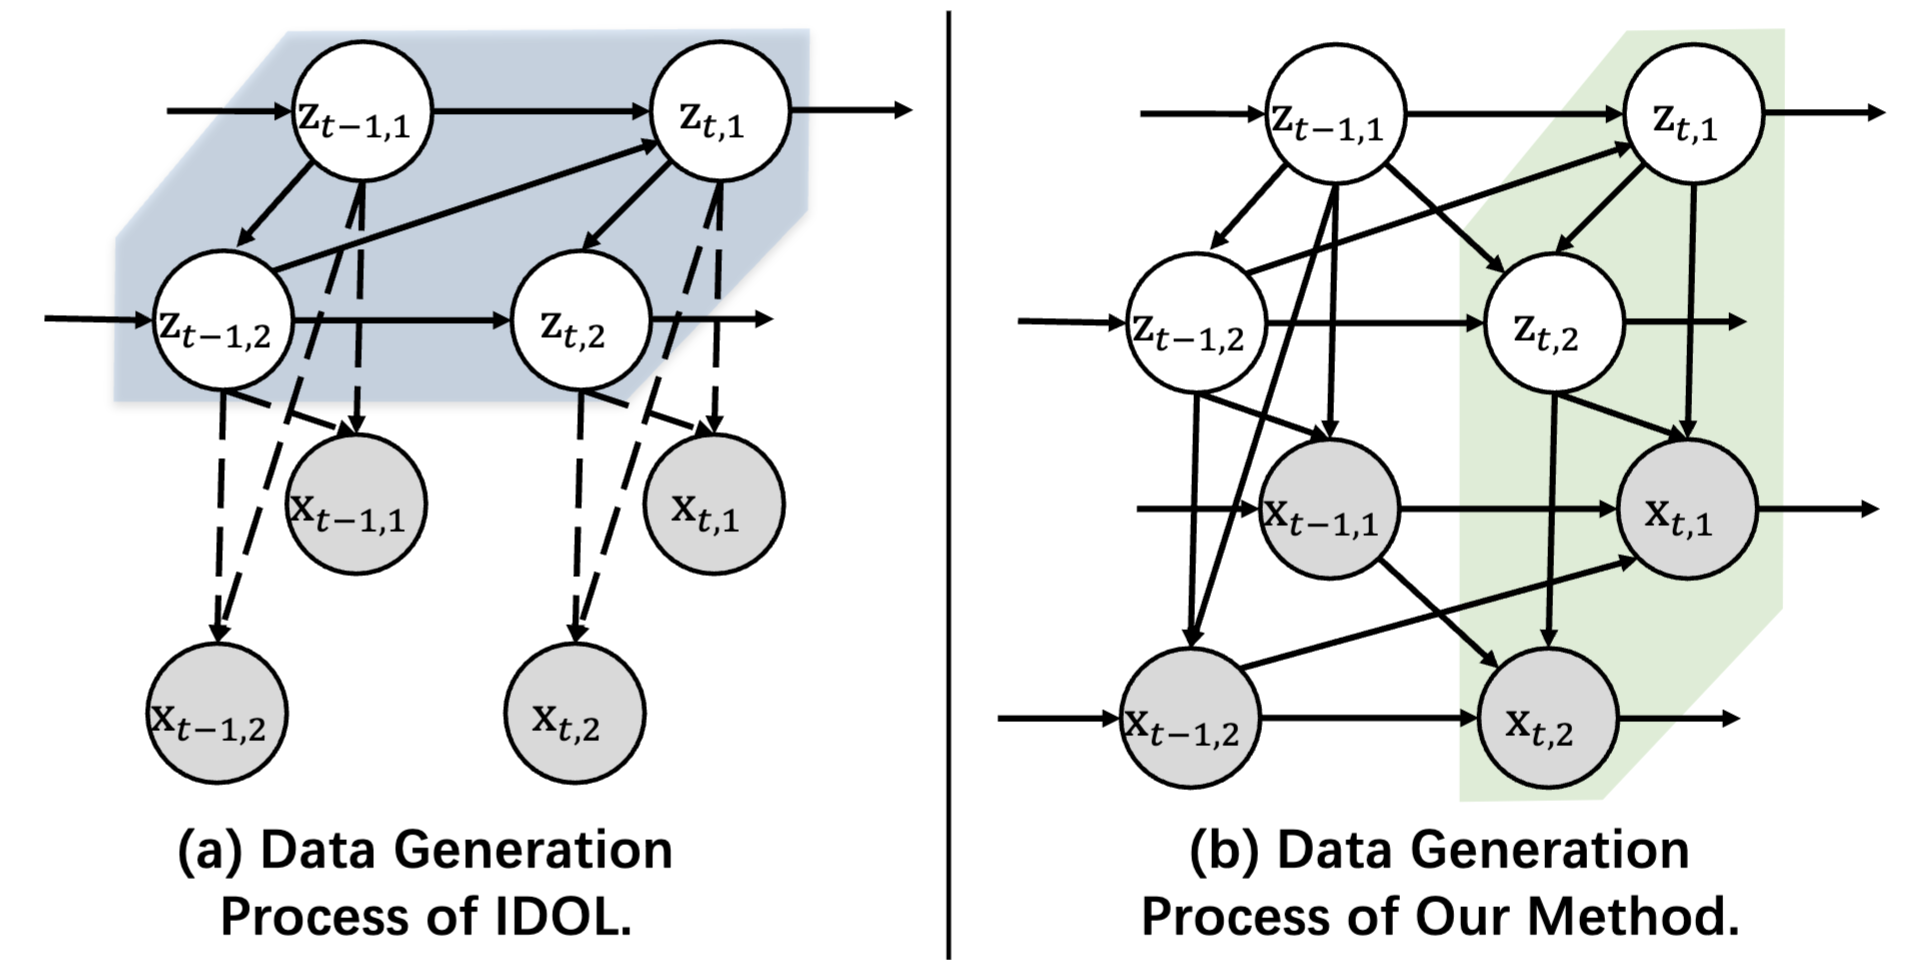 z_{t−1,1}
z_{t,1}
z_{t−1,2}
z_{t,2}
x_{t−1,1}
x_{t,1}
x_{t−1,2}
x_{t,2}
(a) Data Generation
Process of IDOL.
z_{t−1,1}
z_{t,1}
z_{t−1,2}
z_{t,2}
x_{t−1,1}
x_{t,1}
x_{t−1,2}
x_{t,2}
(b) Data Generation
Process of Our Method.